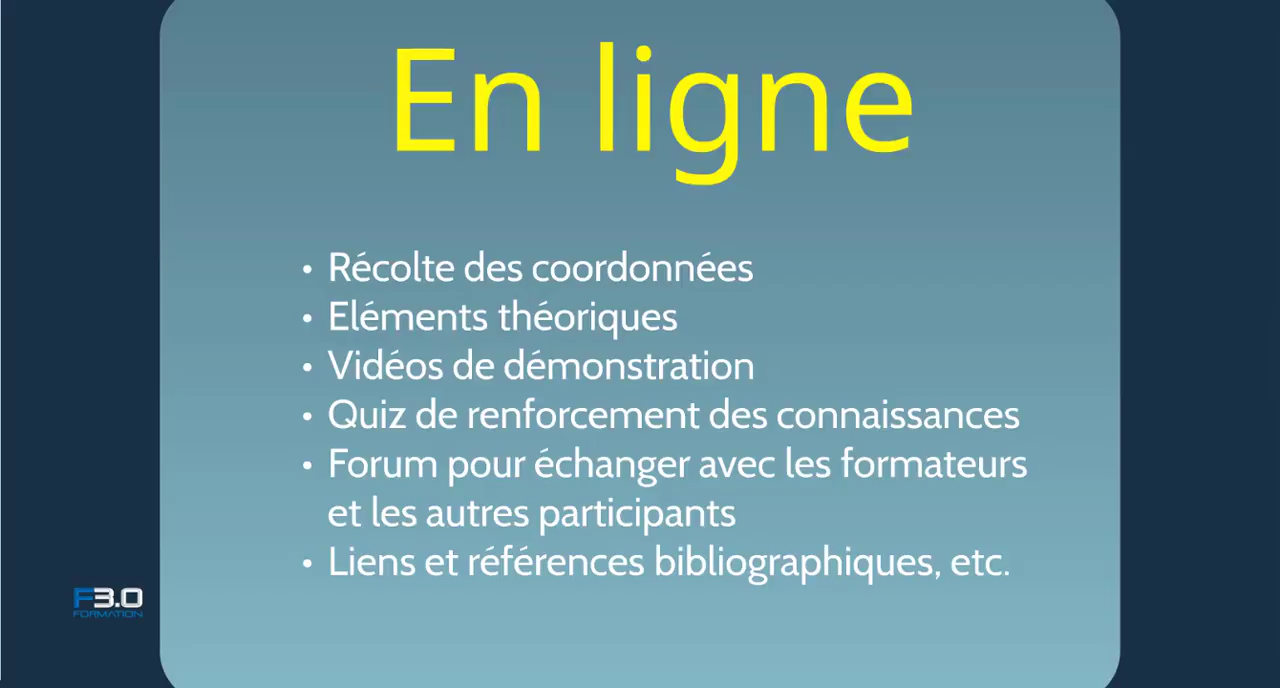 En ligne
• Récolte des coordonnées
• Eléments théoriques
• Vidéos de démonstration
• Quiz de renforcement des connaissances
• Forum pour échanger avec les formateurs
et les autres participants
• Liens et références bibliographiques, etc.
F3.0
FORMATION